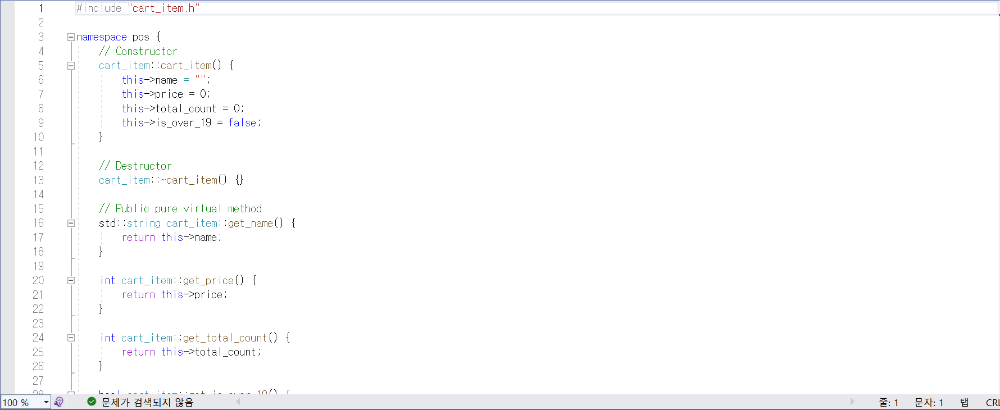 1 #include "cart_item.h"
2
3 namespace pos {
4 // Constructor
5 cart_item::cart_item() {
6 this->name = "";
7 this->price = 0;
8 this->total_count = 0;
9 this->is_over_19 = false;
10 }
11
12 // Destructor
13 cart_item::~cart_item() {}
14
15 // Public pure virtual method
16 std::string cart_item::get_name() {
17 return this->name;
18 }
19
20 int cart_item::get_price() {
21 return this->price;
22 }
23
24 int cart_item::get_total_count() {
25 return this->total_count;
26 }
27
28 bool cart_item::get_is_over_19() {
100 % 문제가 검색되지 않음 줄: 1 문자: 1 탭